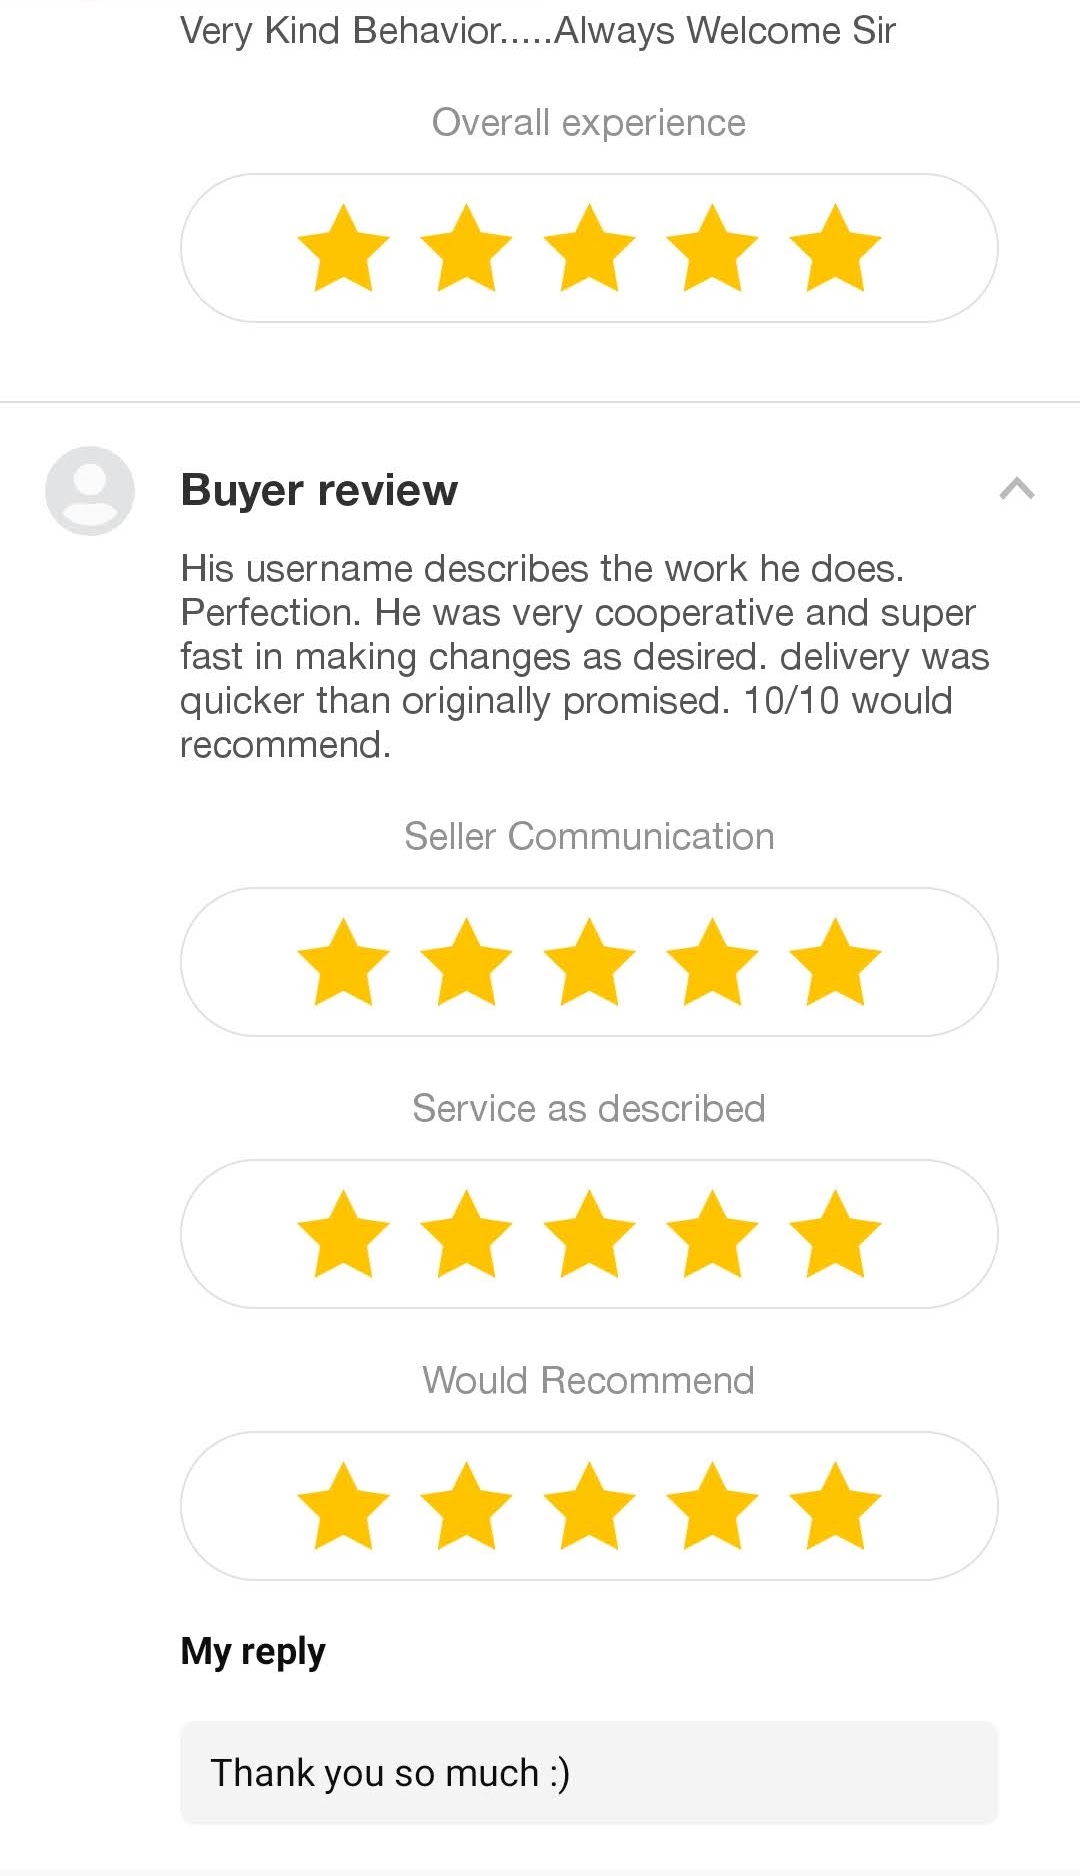 Very Kind Behavior.....Always Welcome Sir
Overall experience
Buyer review
His username describes the work he does.
Perfection. He was very cooperative and super
fast in making changes as desired. delivery was
quicker than originally promised. 10/10 would
recommend.
Seller Communication
Service as described
Would Recommend
My reply
Thank you so much :)